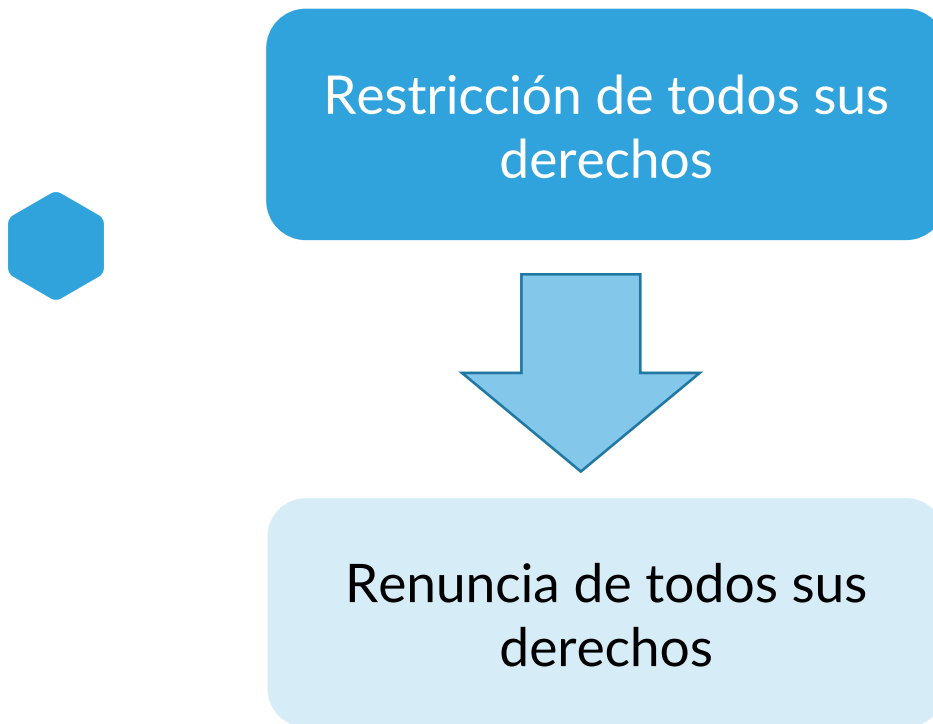 Restricción de todos sus
derechos
Renuncia de todos sus
derechos